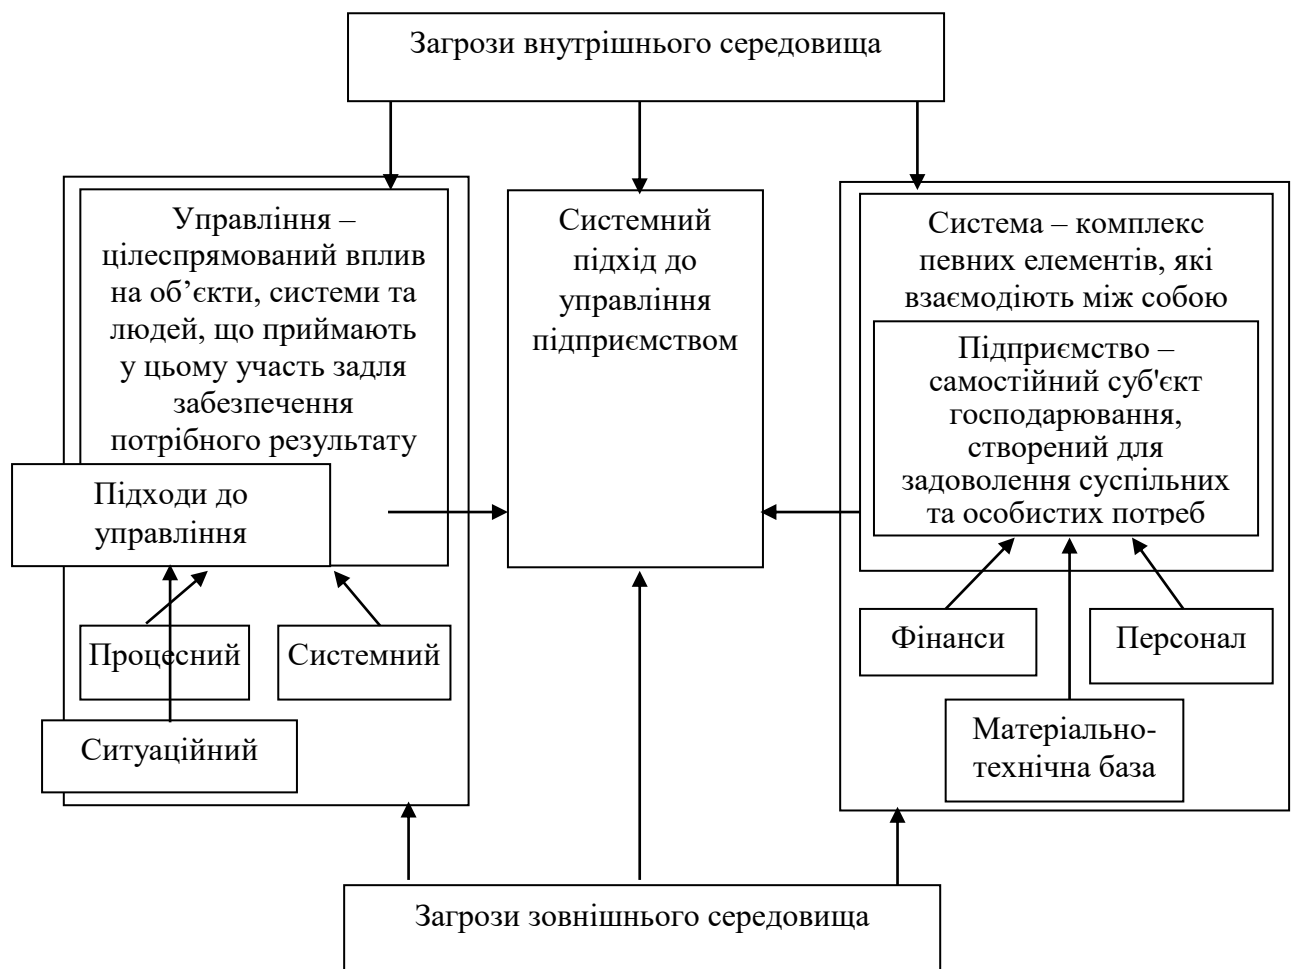 Загрози внутрішнього середовища
Управління –
цілеспрямований вплив
на об’єкти, системи та
людей, що приймають
у цьому участь задля
забезпечення
потрібного результату
Підходи до
управління
Процесний
Системний
Ситуаційний
Системний
підхід до
управління
підприємством
Система – комплекс
певних елементів, які
взаємодіють між собою
Підприємство –
самостійний суб'єкт
господарювання,
створений для
задоволення суспільних
та особистих потреб
Фінанси
Персонал
Матеріально-
технічна база
Загрози зовнішнього середовища